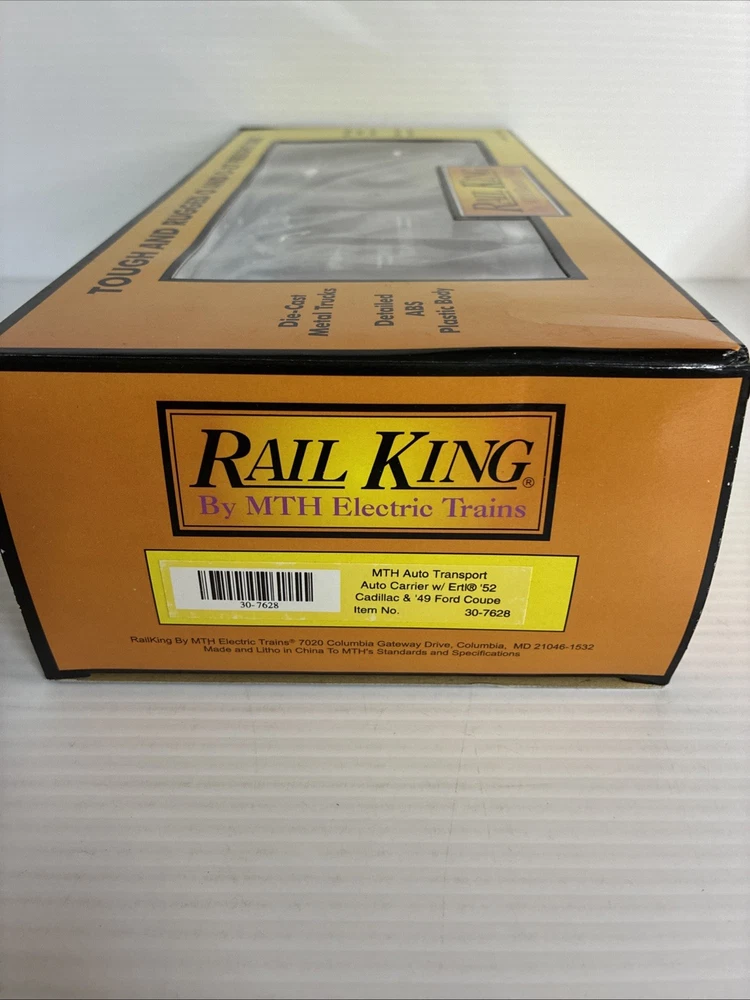 TOUGH AND RUGGED
RAIL KING
Die-Cast
Metal Trucks
Detailed
ABS
Plastic Body
RAIL KING®
By MTH Electric Trains
30-7628
MTH Auto Transport
Auto Carrier w/ Ertl® '52
Cadillac & '49 Ford Coupe
Item No. 30-7628
RailKing By MTH Electric Trains® 7020 Columbia Gateway Drive, Columbia, MD 21046-1532
Made and Litho in China To MTH's Standards and Specifications